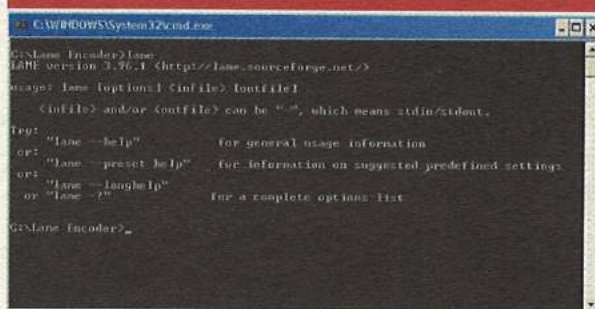 C:\WINDOWS\System32\cmd.exe
G:\Lame Encoder>lame
LAME version 3.96.1 (http://lame.sourceforge.net/)
usage: lame [options] <infile> [outfile]
<infile> and/or <outfile> can be "-", which means stdin/stdout.
Try:
"lame --help" for general usage information
or:
"lame --preset help" for information on suggested predefined settings
or:
"lame --longhelp"
or "lame -?" for a complete options list
G:\Lame Encoder>_